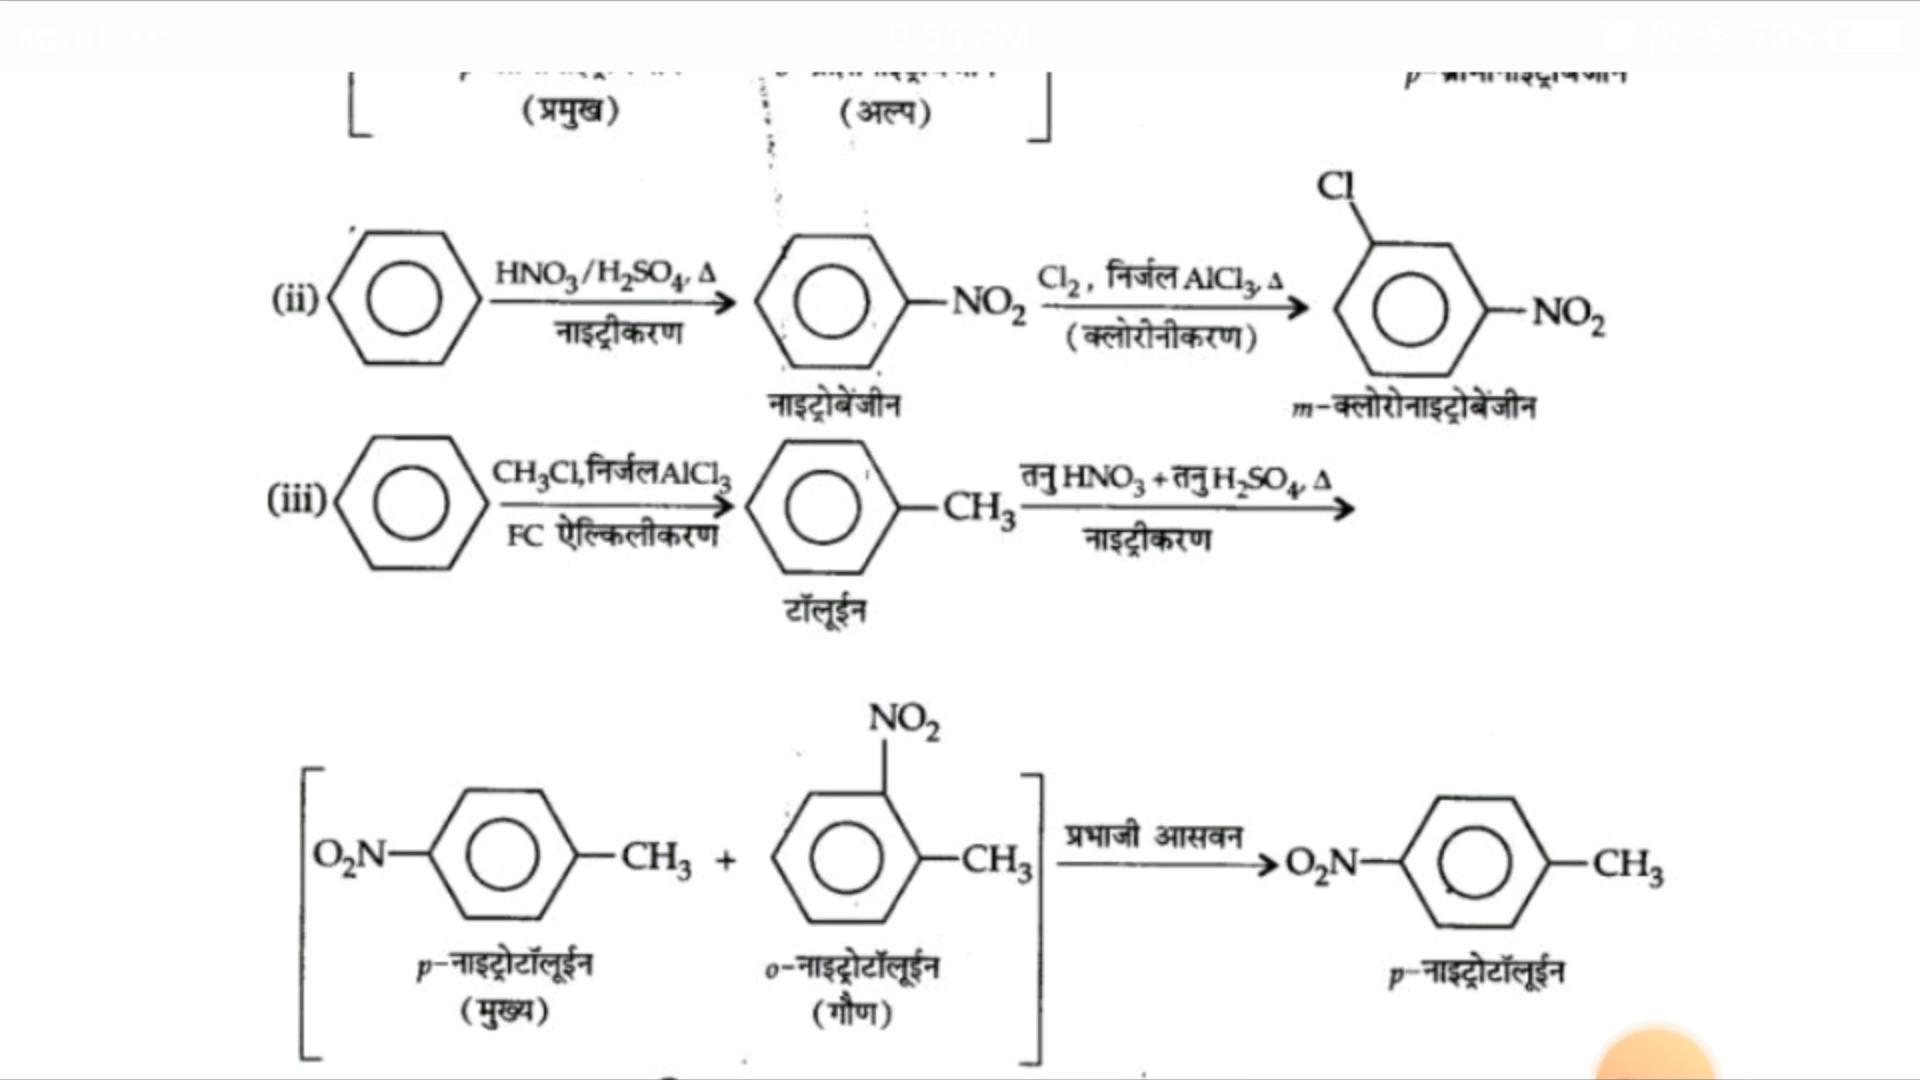 (प्रमुख) (अल्प) p-ब्रोमोनाइट्रोबेंजीन
Cl
(ii) HNO₃/H₂SO₄, Δ NO₂ Cl₂, निर्जल AlCl₃, Δ NO₂
नाइट्रीकरण (क्लोरोनीकरण)
नाइट्रोबेंजीन m-क्लोरोनाइट्रोबेंजीन
(iii) CH₃Cl, निर्जल AlCl₃ CH₃ तनु HNO₃ + तनु H₂SO₄, Δ
FC ऐल्किलीकरण नाइट्रीकरण
टॉलूईन
NO₂
O₂N CH₃ + CH₃ प्रभाजी आसवन O₂N CH₃
p-नाइट्रोटॉलूईन o-नाइट्रोटॉलूईन p-नाइट्रोटॉलूईन
(मुख्य) (गौण)